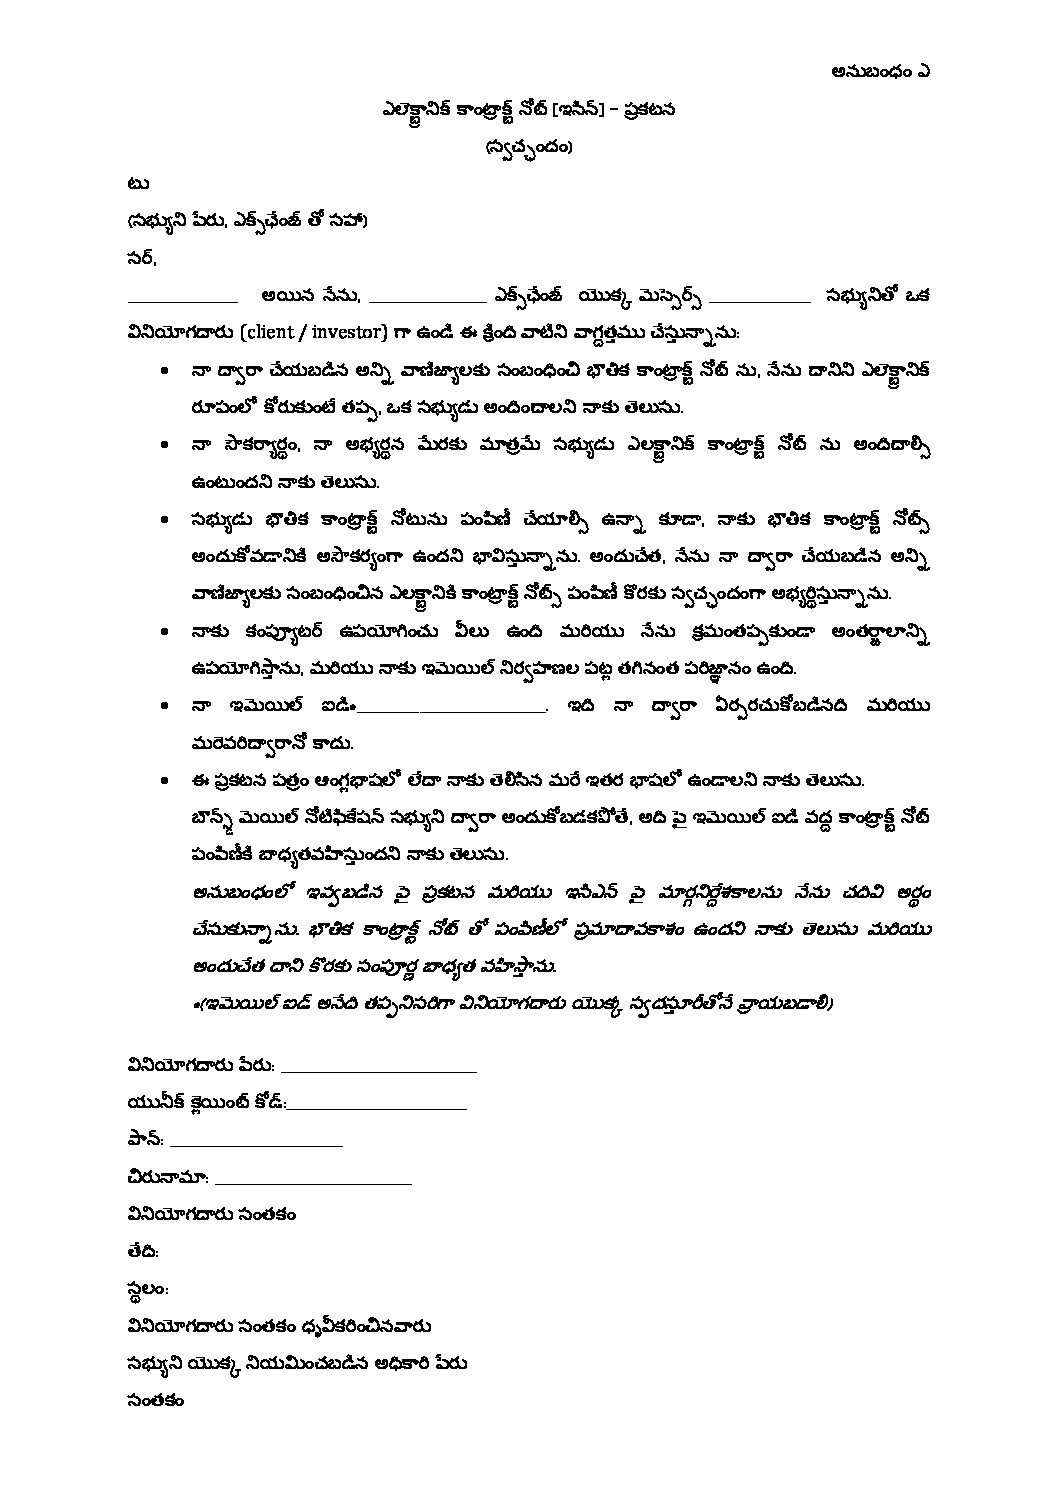 అనుబంధం ఎ
ఎలెక్ట్రానిక్ కాంట్రాక్ట్ నోట్ [ఇసిన్] – ప్రకటన
(స్వచ్ఛందం)
టు
(సభ్యుని పేరు, ఎక్స్ఛేంజ్ తో సహా)
సర్,
____________ అయిన నేను, _____________ ఎక్స్ఛేంజ్ యొక్క మెస్సెర్స్ ___________ సభ్యునితో ఒక
వినియోగదారు (client / investor) గా ఉండి ఈ క్రింది వాటిని వాగ్దత్తము చేస్తున్నాను:
• నా ద్వారా చేయబడిన అన్ని వాణిజ్యాలకు సంబంధించి భౌతిక కాంట్రాక్ట్ నోట్ ను, నేను దానిని ఎలెక్ట్రానిక్
రూపంలో కోరుకుంటే తప్ప, ఒక సభ్యుడు అందించాలని నాకు తెలుసు.
• నా సౌకర్యార్థం, నా అభ్యర్థన మేరకు మాత్రమే సభ్యుడు ఎలక్ట్రానిక్ కాంట్రాక్ట్ నోట్ ను అందిదాల్సి
ఉంటుందని నాకు తెలుసు.
• సభ్యుడు భౌతిక కాంట్రాక్ట్ నోటును పంపిణీ చేయాల్సి ఉన్నా కూడా, నాకు భౌతిక కాంట్రాక్ట్ నోట్స్
అందుకోవడానికి అసౌకర్యంగా ఉందని భావిస్తున్నాను. అందుచేత, నేను నా ద్వారా చేయబడిన అన్ని
వాణిజ్యాలకు సంబంధించిన ఎలక్ట్రానికి కాంట్రాక్ట్ నోట్స్ పంపిణీ కొరకు స్వచ్ఛందంగా అభ్యర్థిస్తున్నాను.
• నాకు కంప్యూటర్ ఉపయోగించు వీలు ఉంది మరియు నేను క్రమంతప్పకుండా అంతర్జాలాన్ని
ఉపయోగిస్తాను, మరియు నాకు ఇమెయిల్ నిర్వహణల పట్ల తగినంత పరిజ్ఞానం ఉంది.
• నా ఇమెయిల్ ఐడి*_____________________. ఇది నా ద్వారా ఏర్పరచుకోబడినది మరియు
మరెవరిద్వారానో కాదు.
• ఈ ప్రకటన పత్రం ఆంగ్లభాషలో లేదా నాకు తెలిసిన మరే ఇతర భాషలో ఉండాలని నాకు తెలుసు.
బౌన్స్డ్ మెయిల్ నోటిఫికేషన్ సభ్యుని ద్వారా అందుకోబడకపోతే, అది పై ఇమెయిల్ ఐడి వద్ద కాంట్రాక్ట్ నోట్
పంపిణీకి బాధ్యతవహిస్తుందని నాకు తెలుసు.
అనుబంధంలో ఇవ్వబడిన పై ప్రకటన మరియు ఇసిఎన్ పై మార్గనిర్దేశకాలను నేను చదివి అర్థం
చేసుకున్నాను. భౌతిక కాంట్రాక్ట్ నోట్ తో పంపిణీలో ప్రమాదావకాశం ఉందని నాకు తెలుసు మరియు
అందుచేత దాని కొరకు సంపూర్ణ బాధ్యత వహిస్తాను.
*(ఇమెయిల్ ఐడ్ అనేది తప్పనిసరిగా వినియోగదారు యొక్క స్వదస్తూరీతోనే వ్రాయబడాలి)
వినియోగదారు పేరు: ______________________
యునీక్ క్లెయింట్ కోడ్:____________________
పాన్: ___________________
చిరునామా: ______________________
వినియోగదారు సంతకం
తేది:
స్థలం:
వినియోగదారు సంతకం ధృవీకరించినవారు
సభ్యుని యొక్క నియమించబడిన అధికారి పేరు
సంతకం